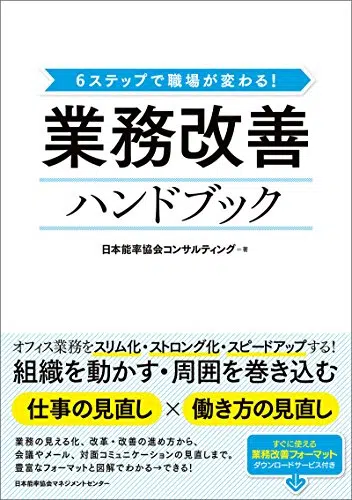 6ステップで職場が変わる!
業務改善
ハンドブック
日本能率協会コンサルティング=著
オフィス業務をスリム化・ストロング化・スピードアップする!
組織を動かす・周囲を巻き込む
仕事の見直し×働き方の見直し
業務の見える化、改革・改善の進め方から、
会議やメール、対面コミュニケーションの見直しまで。
豊富なフォーマットと図解でわかる→できる!
日本能率協会マネジメントセンター
すぐに使える
業務改善フォーマット
ダウンロードサービス付き